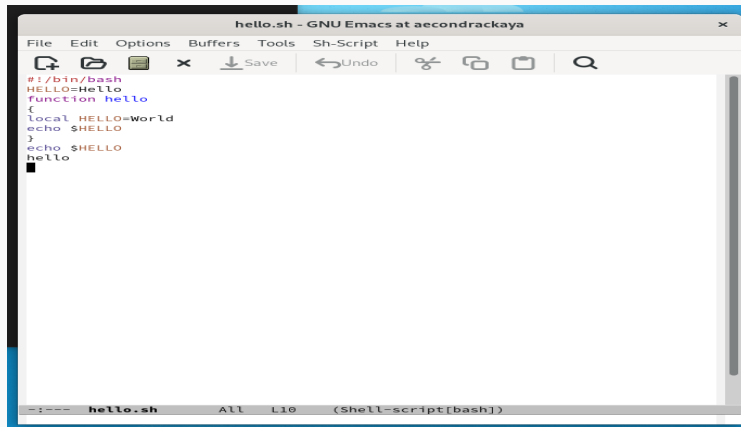 hello.sh - GNU Emacs at aecondrackaya
File Edit Options Buffers Tools Sh-Script Help
Save Undo
#!/bin/bash
HELLO=Hello
function hello
{
local HELLO=World
echo $HELLO
}
echo $HELLO
hello
-:--- hello.sh All L10 (Shell-script[bash])